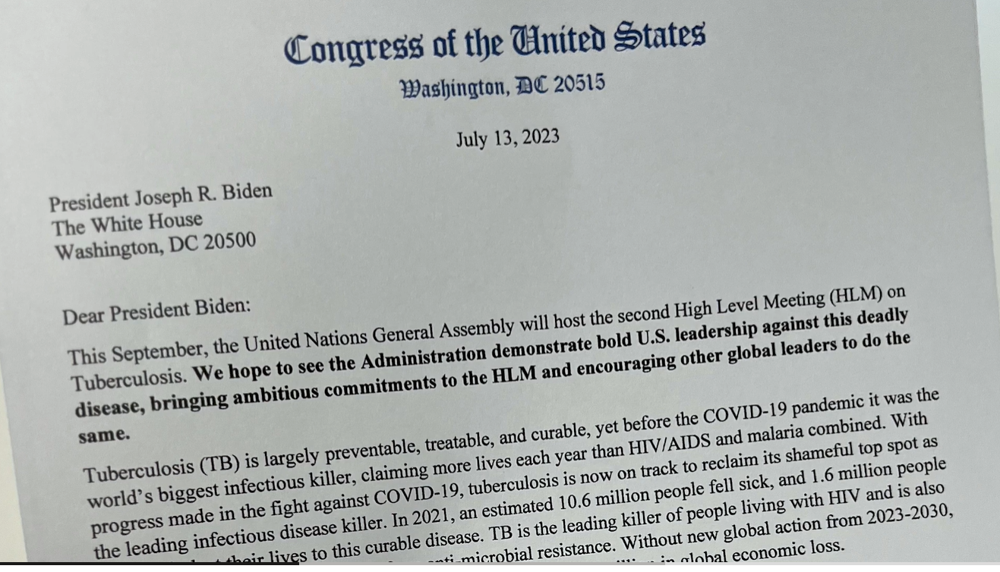 Congress of the United States
Washington, DC 20515
July 13, 2023
President Joseph R. Biden
The White House
Washington, DC 20500
Dear President Biden:
This September, the United Nations General Assembly will host the second High Level Meeting (HLM) on
Tuberculosis. We hope to see the Administration demonstrate bold U.S. leadership against this deadly
disease, bringing ambitious commitments to the HLM and encouraging other global leaders to do the
same.
Tuberculosis (TB) is largely preventable, treatable, and curable, yet before the COVID-19 pandemic it was the
world's biggest infectious killer, claiming more lives each year than HIV/AIDS and malaria combined. With
progress made in the fight against COVID-19, tuberculosis is now on track to reclaim its shameful top spot as
the leading infectious disease killer. In 2021, an estimated 10.6 million people fell sick, and 1.6 million people
their lives to this curable disease. TB is the leading killer of people living with HIV and is also
anti-microbial resistance. Without new global action from 2023-2030,
in global economic loss.